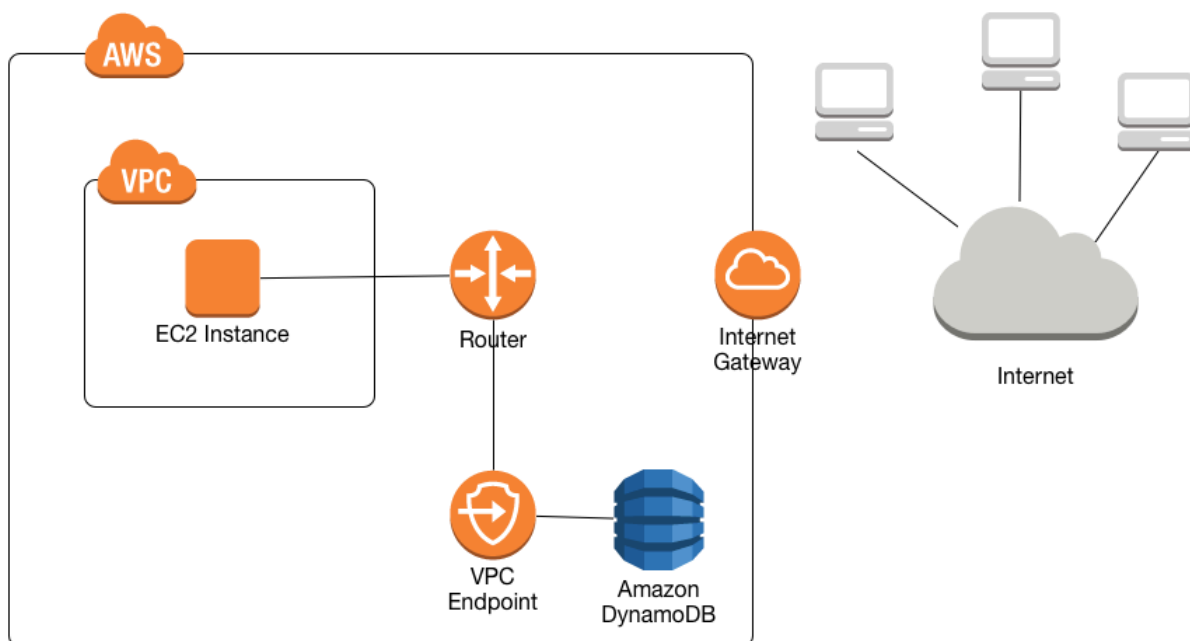 AWS
VPC
EC2 Instance
Router
Internet
Gateway
Internet
VPC
Endpoint
Amazon
DynamoDB